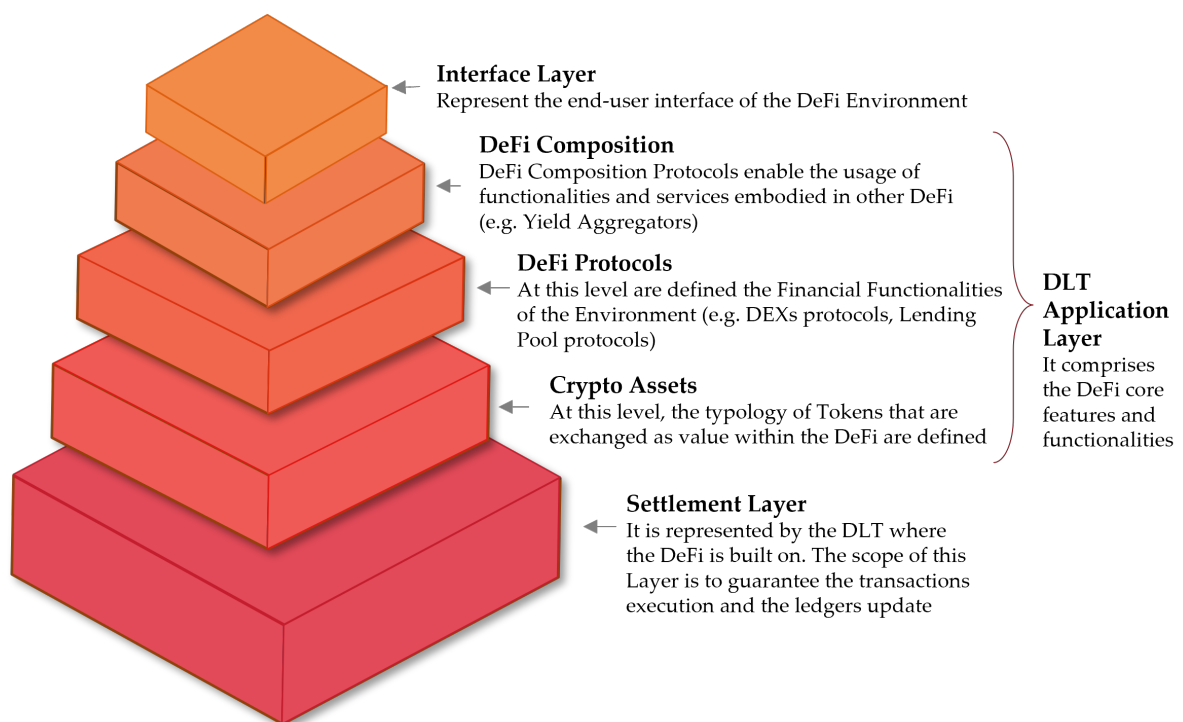 Interface Layer
Represent the end-user interface of the DeFi Environment
DeFi Composition
DeFi Composition Protocols enable the usage of
functionalities and services embodied in other DeFi
(e.g. Yield Aggregators)
DeFi Protocols
At this level are defined the Financial Functionalities
of the Environment (e.g. DEXs protocols, Lending
Pool protocols)
Crypto Assets
At this level, the typology of Tokens that are
exchanged as value within the DeFi are defined
DLT
Application
Layer
It comprises
the DeFi core
features and
functionalities
Settlement Layer
It is represented by the DLT where
the DeFi is built on. The scope of this
Layer is to guarantee the transactions
execution and the ledgers update